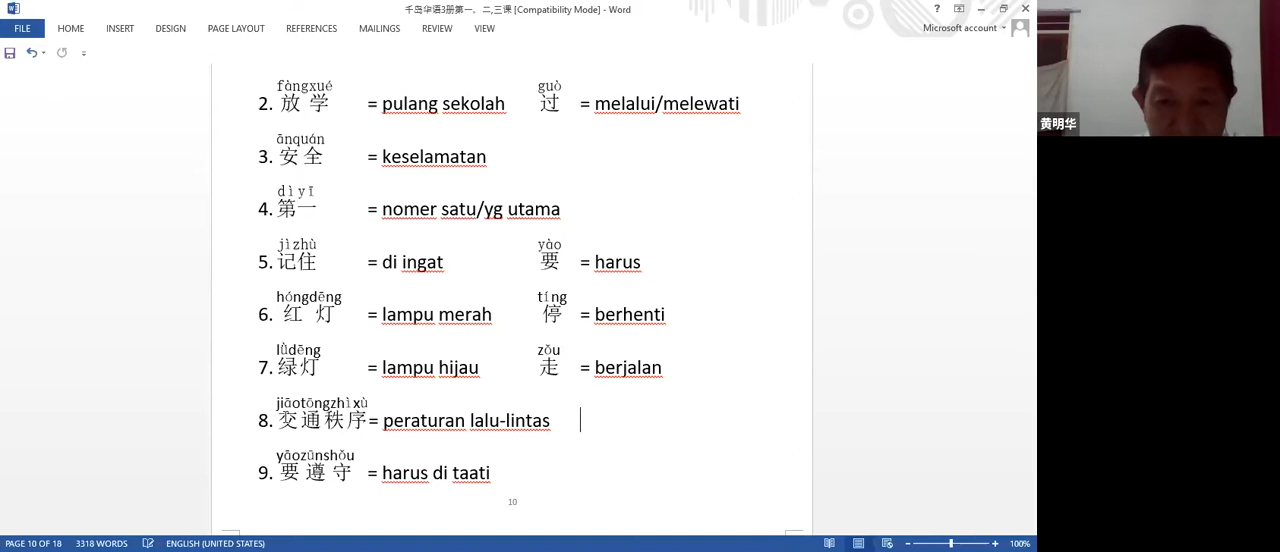 千岛华语3册第一，二,三课 [Compatibility Mode] - Word
FILE HOME INSERT DESIGN PAGE LAYOUT REFERENCES MAILINGS REVIEW VIEW Microsoft account
fàngxué guò
2. 放学 = pulang sekolah 过 = melalui/melewati
ānquán
3. 安全 = keselamatan
dìyī
4. 第一 = nomer satu/yg utama
jìzhù yào
5. 记住 = di ingat 要 = harus
hóngdēng tíng
6. 红灯 = lampu merah 停 = berhenti
lǜdēng zǒu
7. 绿灯 = lampu hijau 走 = berjalan
jiāotōngzhìxù
8. 交通秩序= peraturan lalu-lintas
yāozūnshǒu
9. 要遵守 = harus di taati
10
PAGE 10 OF 18 3318 WORDS ENGLISH (UNITED STATES) 100%
黄明华